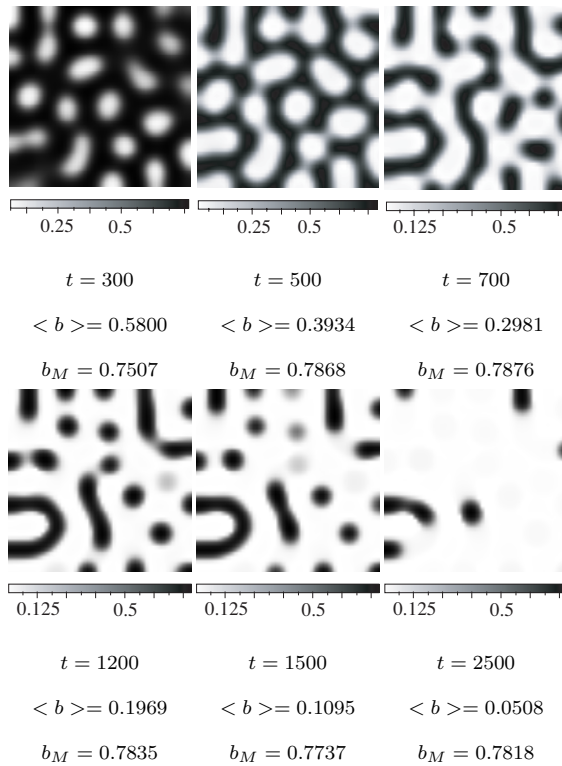 0.25 0.5 0.25 0.5 0.125 0.5
t = 300 t = 500 t = 700
< b >= 0.5800 < b >= 0.3934 < b >= 0.2981
b_M = 0.7507 b_M = 0.7868 b_M = 0.7876
0.125 0.5 0.125 0.5 0.125 0.5
t = 1200 t = 1500 t = 2500
< b >= 0.1969 < b >= 0.1095 < b >= 0.0508
b_M = 0.7835 b_M = 0.7737 b_M = 0.7818